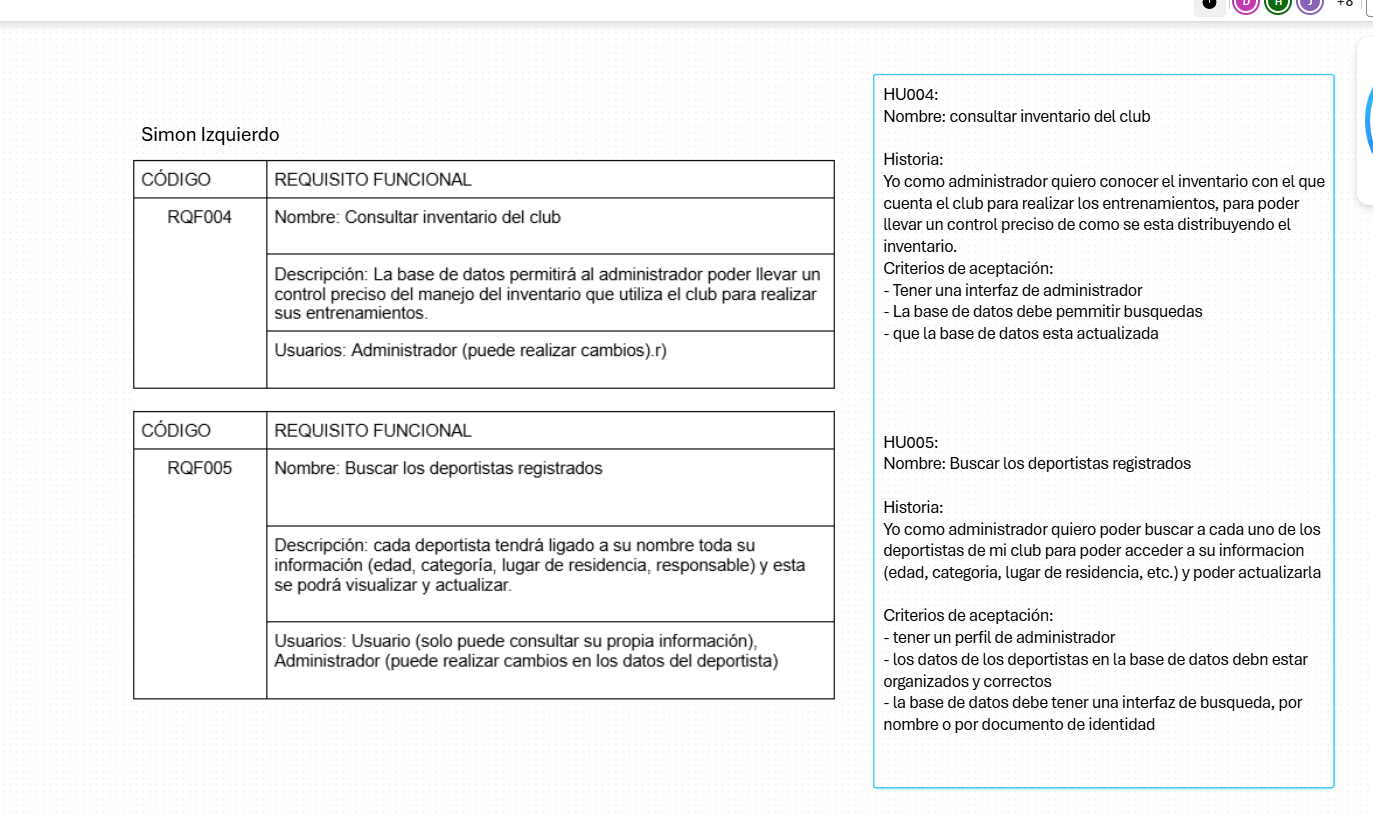 D H J +8
Simon Izquierdo
CÓDIGO REQUISITO FUNCIONAL
RQF004 Nombre: Consultar inventario del club
Descripción: La base de datos permitirá al administrador poder llevar un
control preciso del manejo del inventario que utiliza el club para realizar
sus entrenamientos.
Usuarios: Administrador (puede realizar cambios).r)
CÓDIGO REQUISITO FUNCIONAL
RQF005 Nombre: Buscar los deportistas registrados
Descripción: cada deportista tendrá ligado a su nombre toda su
información (edad, categoría, lugar de residencia, responsable) y esta
se podrá visualizar y actualizar.
Usuarios: Usuario (solo puede consultar su propia información),
Administrador (puede realizar cambios en los datos del deportista)
HU004:
Nombre: consultar inventario del club
Historia:
Yo como administrador quiero conocer el inventario con el que
cuenta el club para realizar los entrenamientos, para poder
llevar un control preciso de como se esta distribuyendo el
inventario.
Criterios de aceptación:
- Tener una interfaz de administrador
- La base de datos debe pemmitir busquedas
- que la base de datos esta actualizada
HU005:
Nombre: Buscar los deportistas registrados
Historia:
Yo como administrador quiero poder buscar a cada uno de los
deportistas de mi club para poder acceder a su informacion
(edad, categoria, lugar de residencia, etc.) y poder actualizarla
Criterios de aceptación:
- tener un perfil de administrador
- los datos de los deportistas en la base de datos debn estar
organizados y correctos
- la base de datos debe tener una interfaz de busqueda, por
nombre o por documento de identidad